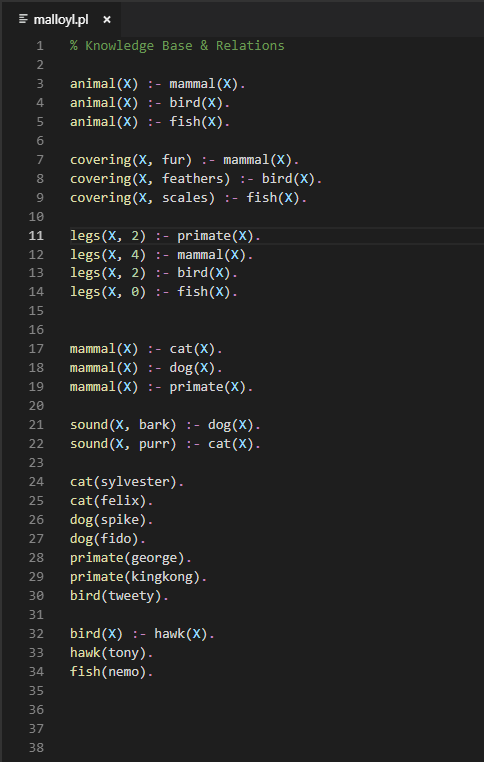 malloyl.pl ×
1 % Knowledge Base & Relations
2
3 animal(X) :- mammal(X).
4 animal(X) :- bird(X).
5 animal(X) :- fish(X).
6
7 covering(X, fur) :- mammal(X).
8 covering(X, feathers) :- bird(X).
9 covering(X, scales) :- fish(X).
10
11 legs(X, 2) :- primate(X).
12 legs(X, 4) :- mammal(X).
13 legs(X, 2) :- bird(X).
14 legs(X, 0) :- fish(X).
15
16
17 mammal(X) :- cat(X).
18 mammal(X) :- dog(X).
19 mammal(X) :- primate(X).
20
21 sound(X, bark) :- dog(X).
22 sound(X, purr) :- cat(X).
23
24 cat(sylvester).
25 cat(felix).
26 dog(spike).
27 dog(fido).
28 primate(george).
29 primate(kingkong).
30 bird(tweety).
31
32 bird(X) :- hawk(X).
33 hawk(tony).
34 fish(nemo).
35
36
37
38